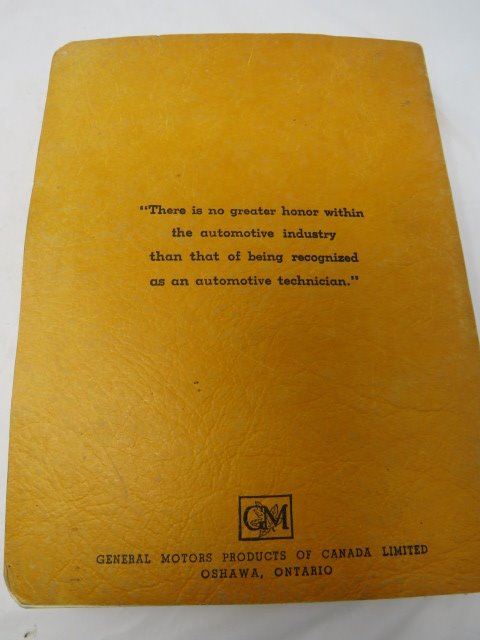 "There is no greater honor within
the automotive industry
than that of being recognized
as an automotive technician."
GM
GENERAL MOTORS PRODUCTS OF CANADA LIMITED
OSHAWA, ONTARIO